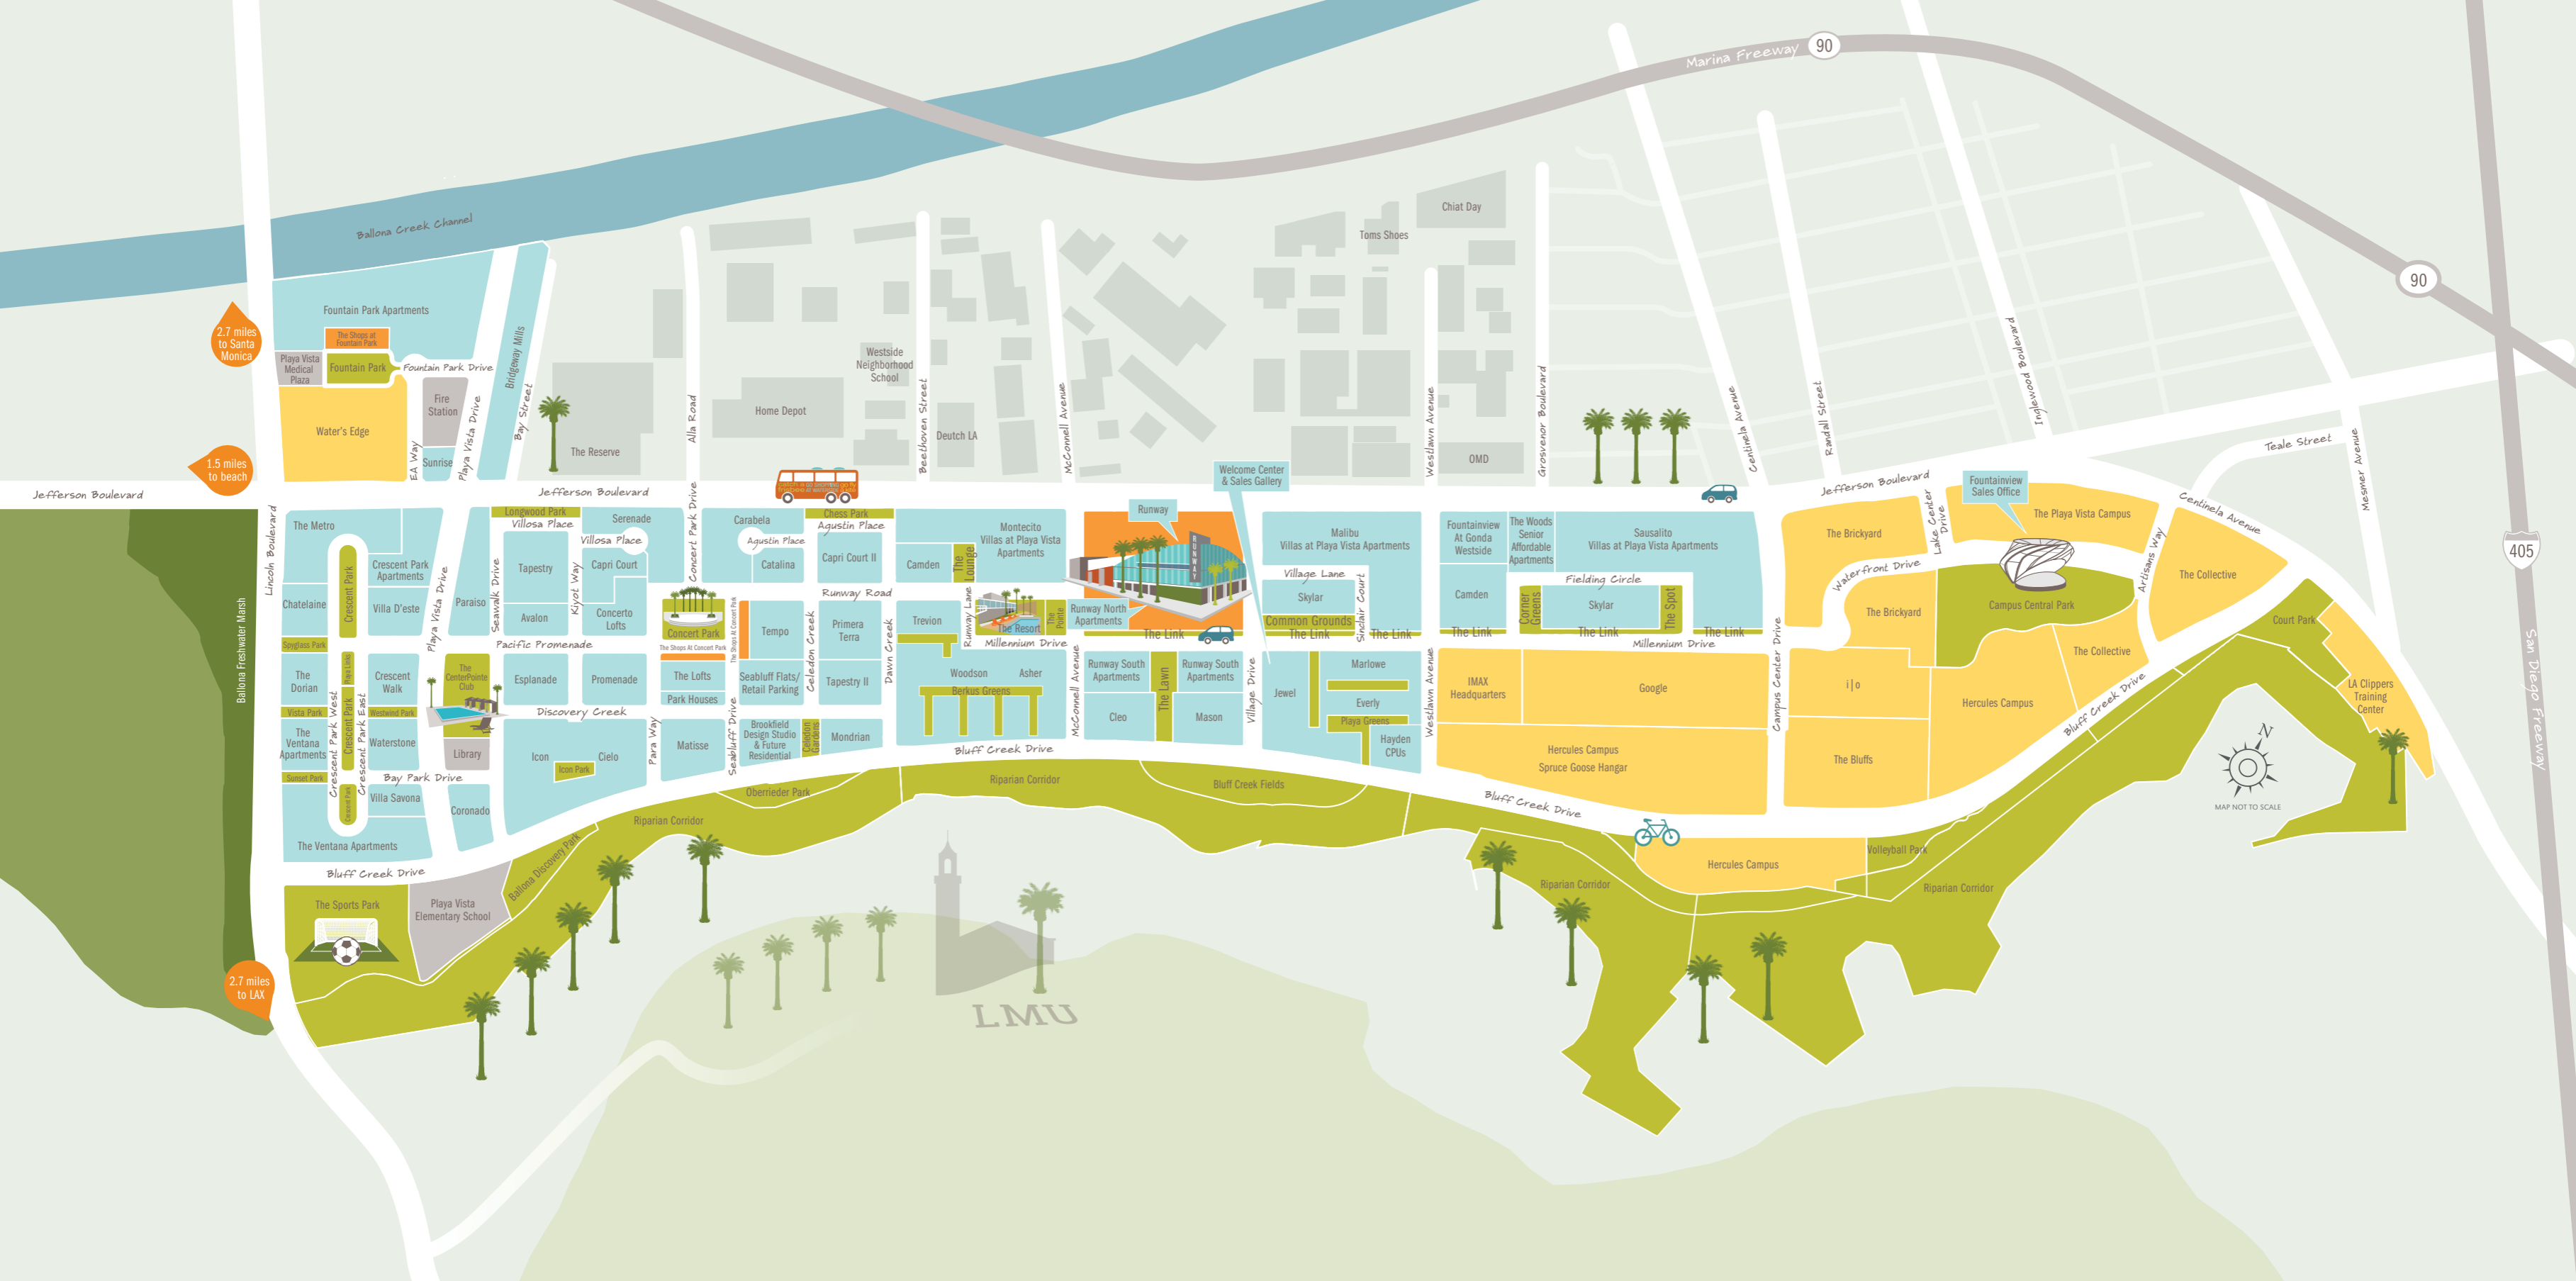 Marina Freeway
90
90
405
San Diego Freeway
Ballona Creek Channel
2.7 miles
to Santa
Monica
1.5 miles
to beach
2.7 miles
to LAX
Fountain Park Apartments
The Shops at
Fountain Park
Playa Vista
Medical
Plaza
Fountain Park
Fountain Park Drive
Water's Edge
Fire
Station
Sunrise
EA Way
Playa Vista Drive
Bridgeway Mills
Bay Street
The Reserve
Alla Road
Home Depot
Westside
Neighborhood
School
Beethoven Street
Deutch LA
McConnell Avenue
Toms Shoes
Chiat Day
Westlawn Avenue
OMD
Grosvenor Boulevard
Centinela Avenue
Randall Street
Inglewood Boulevard
Teale Street
Mesmer Avenue
Centinela Avenue
Jefferson Boulevard
Jefferson Boulevard
Jefferson Boulevard
Lincoln Boulevard
Ballona Freshwater Marsh
The Metro
Crescent Park
Crescent Park
Apartments
Chatelaine
Villa D'este
Spyglass Park
The
Dorian
Crescent
Walk
Vista Park
Westwind Park
Crescent Park
The
Ventana
Apartments
Waterstone
Sunset Park
Crescent Park West
Crescent Park East
Bay Park Drive
Villa Savona
Crescent Park
The Ventana Apartments
Playa Vista Drive
Paraiso
Seawalk Drive
The
CenterPointe
Club
Library
Coronado
Longwood Park
Villosa Place
Serenade
Villosa Place
Tapestry
Kiyot Way
Capri Court
Avalon
Concerto
Lofts
Pacific Promenade
Esplanade
Promenade
Discovery Creek
Icon
Cielo
Icon Park
Concert Park Drive
Concert Park
The Shops At Concert Park
The Shops At Concert Park
The Lofts
Park Houses
Para Way
Matisse
Seabluff Drive
Carabela
Chess Park
Agustin Place
Agustin Place
Catalina
Capri Court II
Runway Road
Tempo
Celedon Creek
Primera
Terra
Dawn Creek
Seabluff Flats/
Retail Parking
Tapestry II
Brookfield
Design Studio
& Future
Residential
Celedon
Gardens
Mondrian
Montecito
Villas at Playa Vista
Apartments
Camden
The
Lounge
Trevion
Runway Lane
The Resort
The
Pointe
Runway North
Apartments
Millennium Drive
Woodson
Asher
Berkus Greens
Bluff Creek Drive
McConnell Avenue
Runway
RUNWAY
Welcome Center
& Sales Gallery
The Link
Runway South
Apartments
The Lawn
Runway South
Apartments
Cleo
Mason
Village Drive
Malibu
Villas at Playa Vista Apartments
Village Lane
Skylar
Sinclair Court
Common Grounds
The Link
The Link
Jewel
Marlowe
Everly
Playa Greens
Hayden
CPUs
Westlawn Avenue
Fountainview
At Gonda
Westside
The Woods
Senior
Affordable
Apartments
Sausalito
Villas at Playa Vista Apartments
Camden
Fielding Circle
Corner
Greens
Skylar
The Spot
The Link
The Link
The Link
Millennium Drive
IMAX
Headquarters
Google
Hercules Campus
Spruce Goose Hangar
Campus Center Drive
The Brickyard
Lake Center
Drive
Fountainview
Sales Office
The Playa Vista Campus
Waterfront Drive
The Brickyard
Campus Central Park
Artisans Way
The Collective
The Collective
i|o
Hercules Campus
The Bluffs
Bluff Creek Drive
Court Park
LA Clippers
Training
Center
N
MAP NOT TO SCALE
Bluff Creek Drive
Bluff Creek Drive
The Sports Park
Playa Vista
Elementary School
Ballona Discovery Park
Riparian Corridor
Oberrieder Park
Riparian Corridor
Bluff Creek Fields
Hercules Campus
Volleyball Park
Riparian Corridor
Riparian Corridor
LMU